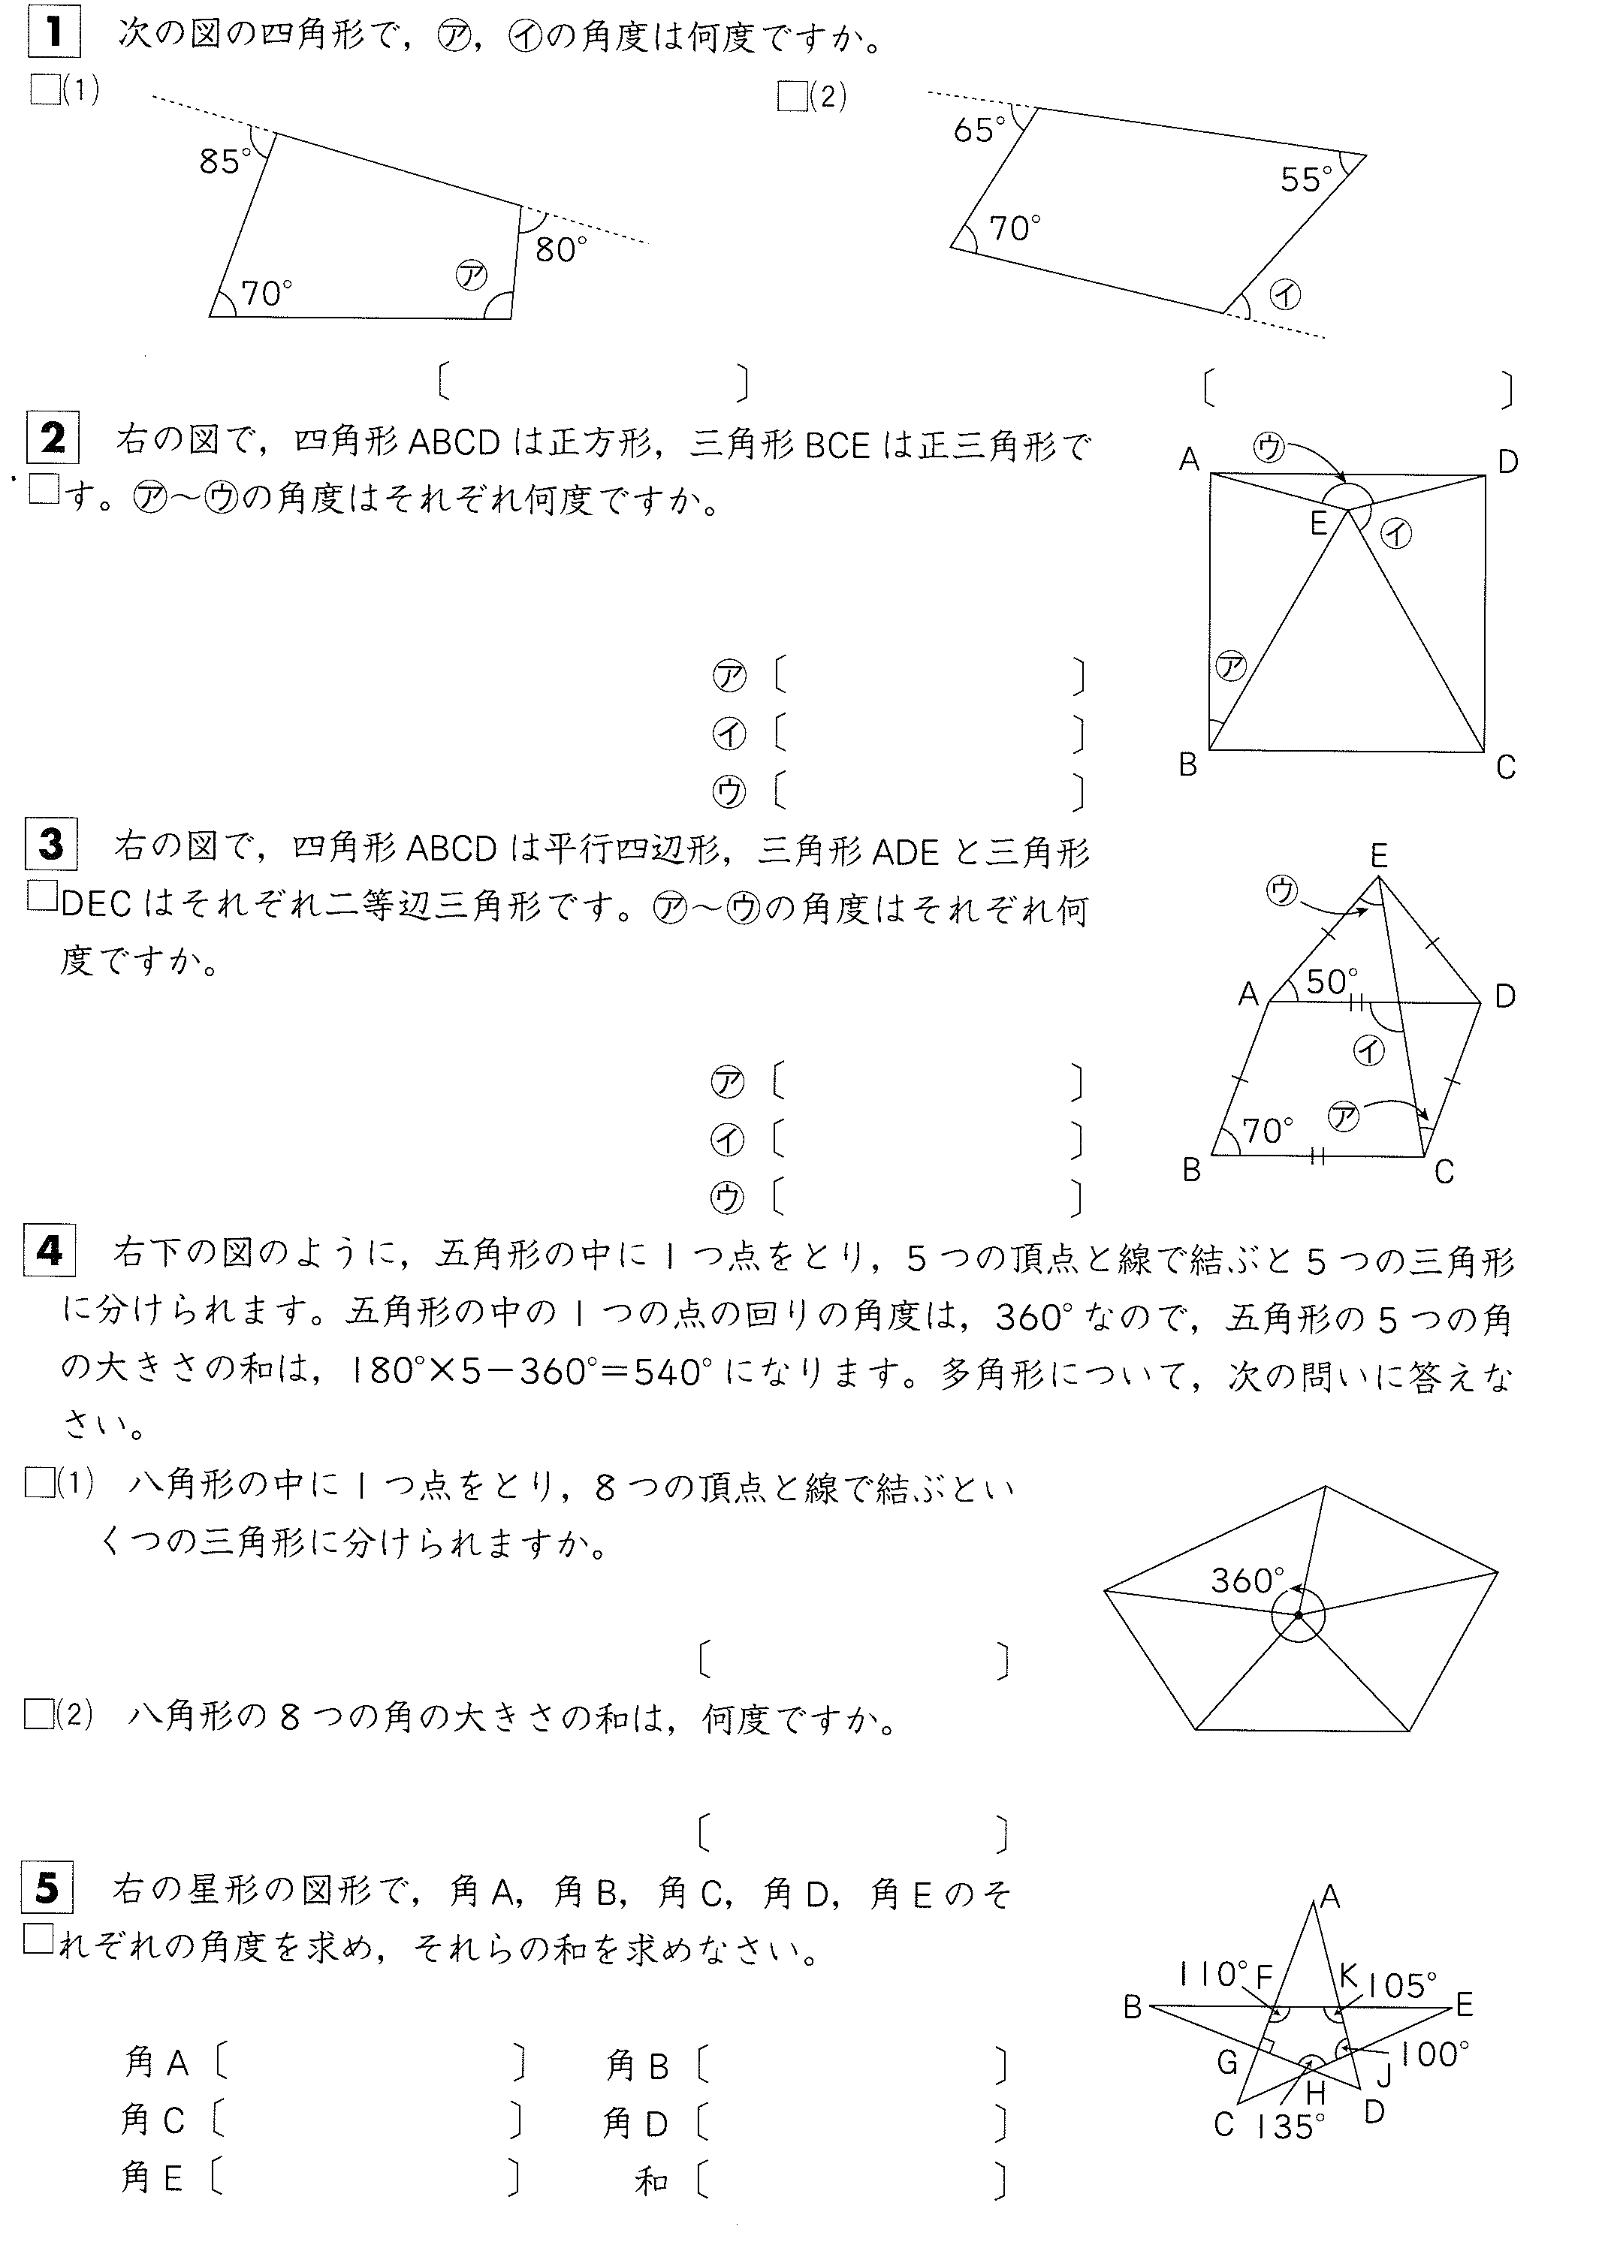 1 次の図の四角形で，㋐，㋑の角度は何度ですか。
□(1)
85°
80°
70°
㋐
□(2)
65°
55°
70°
㋑
〔 〕
〔 〕
2 右の図で，四角形ABCDは正方形，三角形BCEは正三角形で
□す。㋐～㋒の角度はそれぞれ何度ですか。
A
㋒
D
E
㋑
㋐
B
C
㋐〔 〕
㋑〔 〕
㋒〔 〕
3 右の図で，四角形ABCDは平行四辺形，三角形ADEと三角形
□DECはそれぞれ二等辺三角形です。㋐～㋒の角度はそれぞれ何
度ですか。
E
㋒
A
50°
D
㋑
㋐
70°
B
C
㋐〔 〕
㋑〔 〕
㋒〔 〕
4 右下の図のように，五角形の中に1つ点をとり，5つの頂点と線で結ぶと5つの三角形
に分けられます。五角形の中の1つの点の回りの角度は，360°なので，五角形の5つの角
の大きさの和は，180°×5−360°＝540°になります。多角形について，次の問いに答えな
さい。
□(1) 八角形の中に1つ点をとり，8つの頂点と線で結ぶとい
くつの三角形に分けられますか。
360°
〔 〕
□(2) 八角形の8つの角の大きさの和は，何度ですか。
〔 〕
5 右の星形の図形で，角A，角B，角C，角D，角Eのそ
□れぞれの角度を求め，それらの和を求めなさい。
A
110°
F
K
105°
B
E
G
100°
J
H
C
135°
D
角A〔 〕 角B〔 〕
角C〔 〕 角D〔 〕
角E〔 〕 和〔 〕